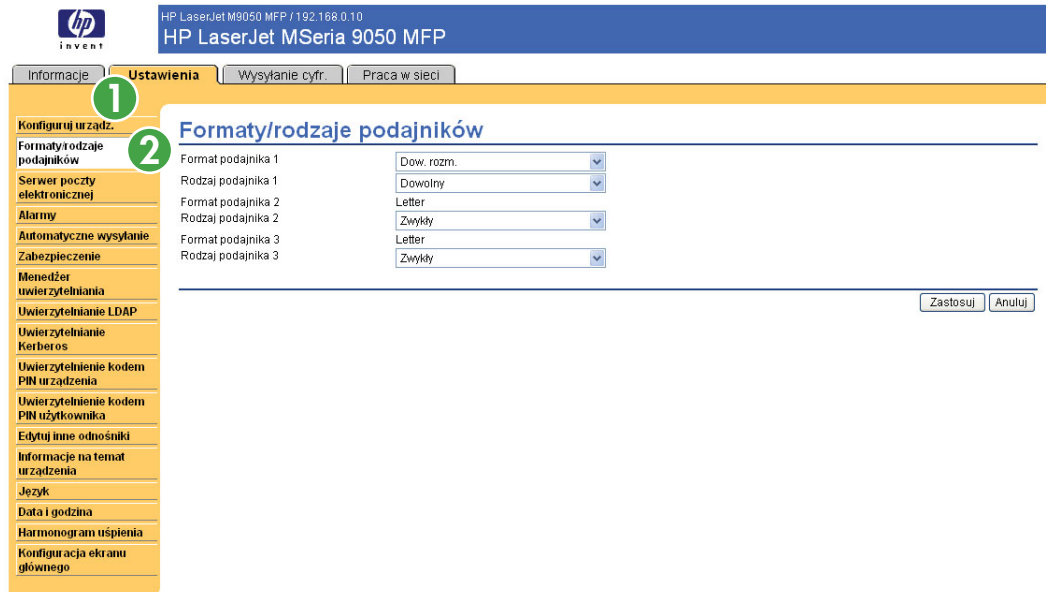 hp
invent
HP LaserJet M9050 MFP / 192.168.0.10
HP LaserJet MSeria 9050 MFP
Informacje
Ustawienia
Wysyłanie cyfr.
Praca w sieci
1
Konfiguruj urządz.
2
Formaty/rodzaje
podajników
Serwer poczty
elektronicznej
Alarmy
Automatyczne wysyłanie
Zabezpieczenie
Menedżer
uwierzytelniania
Uwierzytelnianie LDAP
Uwierzytelnianie
Kerberos
Uwierzytelnienie kodem
PIN urządzenia
Uwierzytelnienie kodem
PIN użytkownika
Edytuj inne odnośniki
Informacje na temat
urządzenia
Język
Data i godzina
Harmonogram uśpienia
Konfiguracja ekranu
głównego
Formaty/rodzaje podajników
Format podajnika 1 Dow. rozm.
Rodzaj podajnika 1 Dowolny
Format podajnika 2 Letter
Rodzaj podajnika 2 Zwykły
Format podajnika 3 Letter
Rodzaj podajnika 3 Zwykły
Zastosuj Anuluj